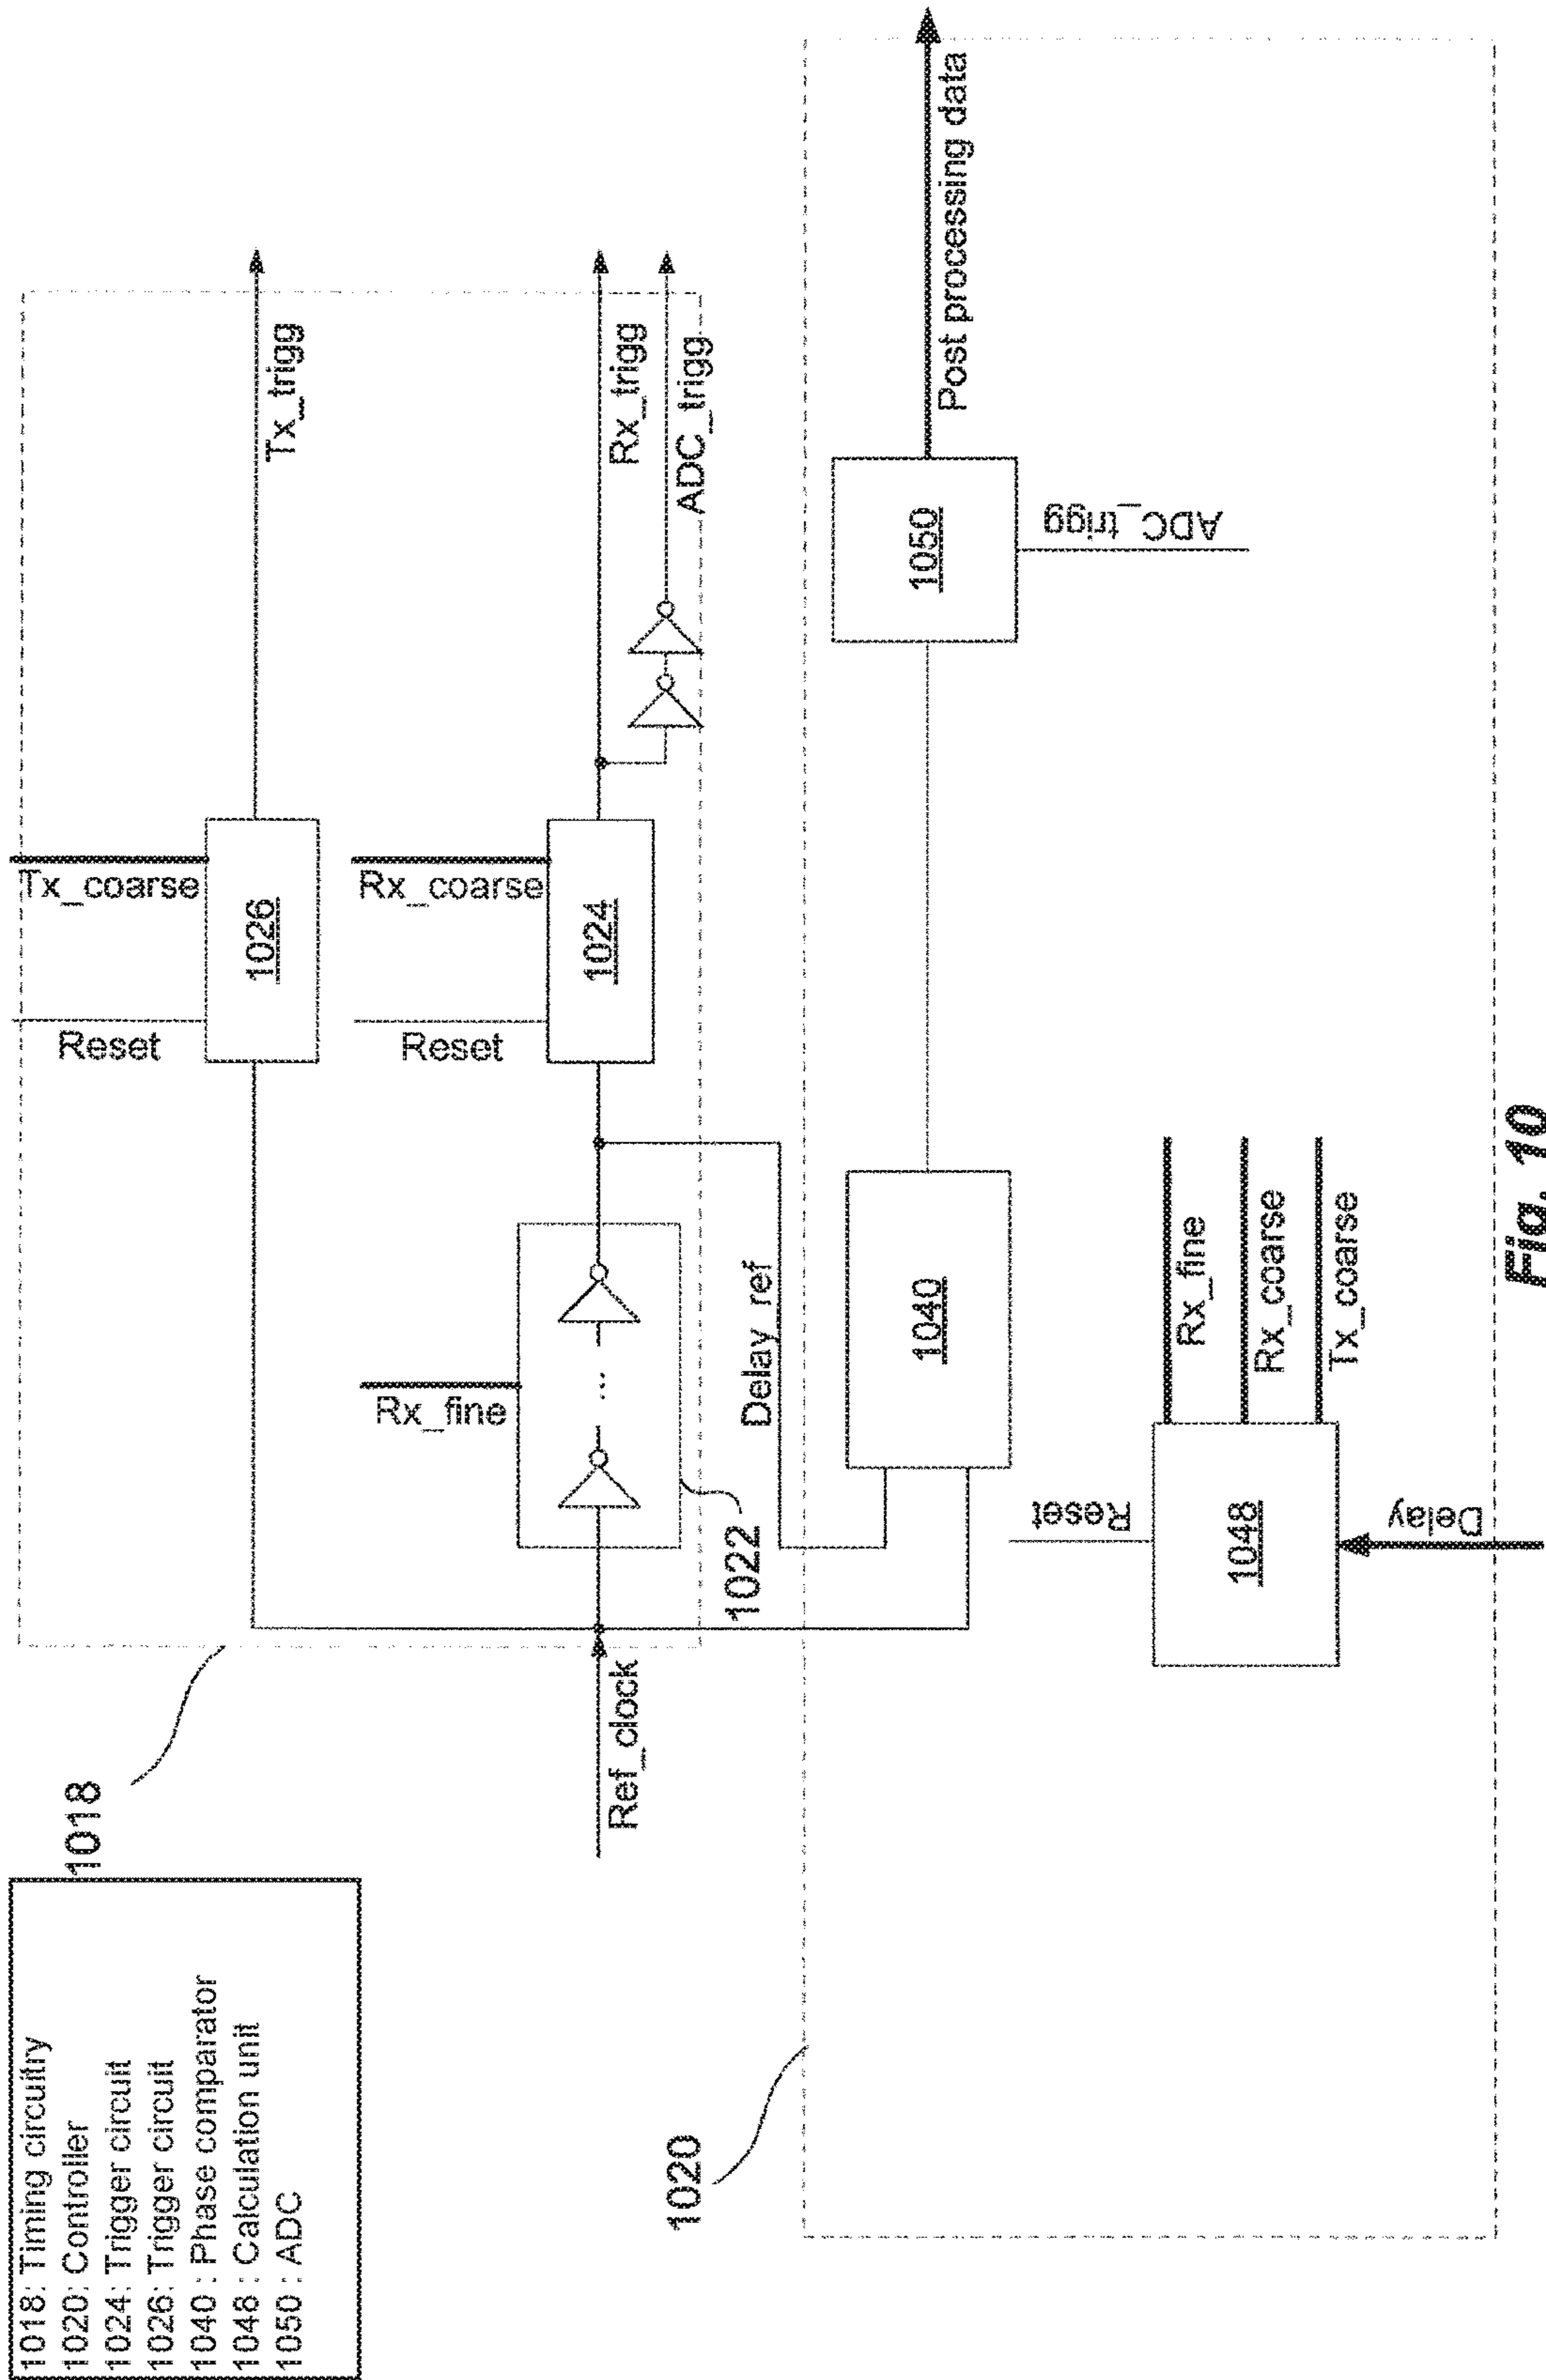 1018: Timing circuitry
1020: Controller
1024: Trigger circuit
1026: Trigger circuit
1040 : Phase comparator
1048 : Calculation unit
1050 : ADC
1018
Reset
Tx_coarse
1026
Tx_trigg
Reset
Rx_coarse
Rx_fine
1024
Rx_trigg
ADC_trigg
Ref_clock
1022
Delay_ref
1020
1040
1050
Post processing data
ADC_trigg
Reset
1048
Rx_fine
Rx_coarse
Tx_coarse
Delay
Fig. 10